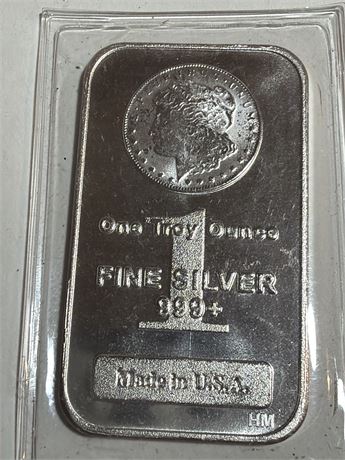 One Troy Ounce
1
FINE SILVER
999+
Made in U.S.A.
HM